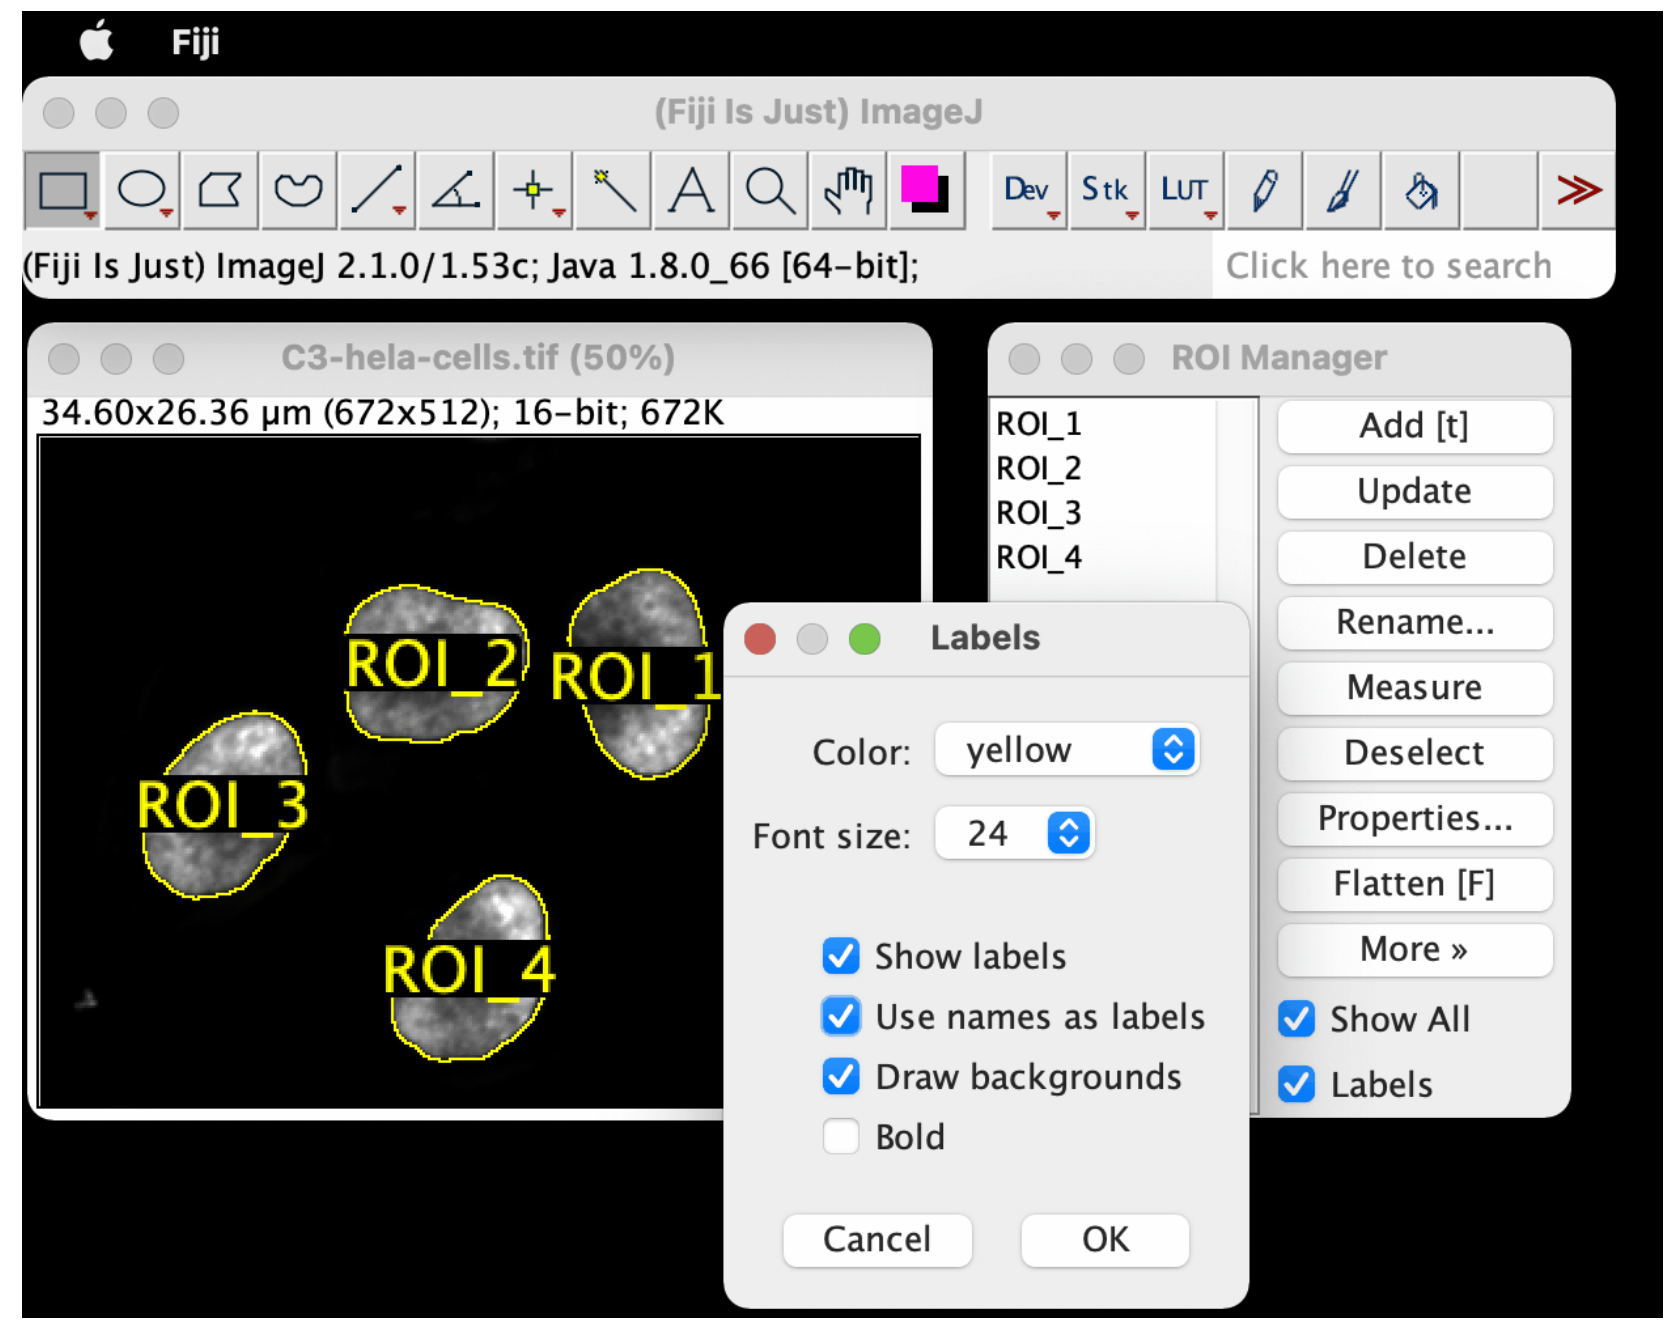 Fiji
(Fiji Is Just) ImageJ
Dev Stk LUT
(Fiji Is Just) ImageJ 2.1.0/1.53c; Java 1.8.0_66 [64-bit];
Click here to search
C3-hela-cells.tif (50%)
34.60x26.36 µm (672x512); 16-bit; 672K
ROI_2
ROI_1
ROI_3
ROI_4
ROI Manager
ROI_1
ROI_2
ROI_3
ROI_4
Add [t]
Update
Delete
Rename...
Measure
Deselect
Properties...
Flatten [F]
More »
Show All
Labels
Labels
Color: yellow
Font size: 24
Show labels
Use names as labels
Draw backgrounds
Bold
Cancel OK